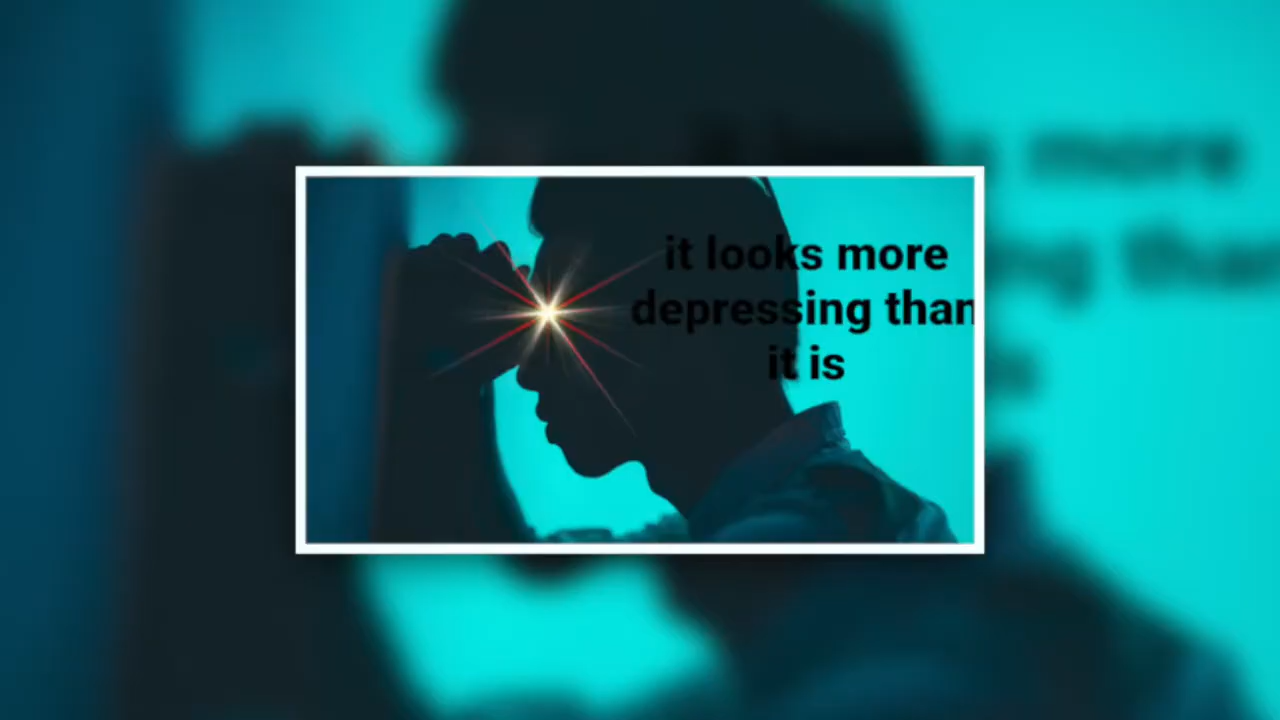 it looks more
depressing than
it is